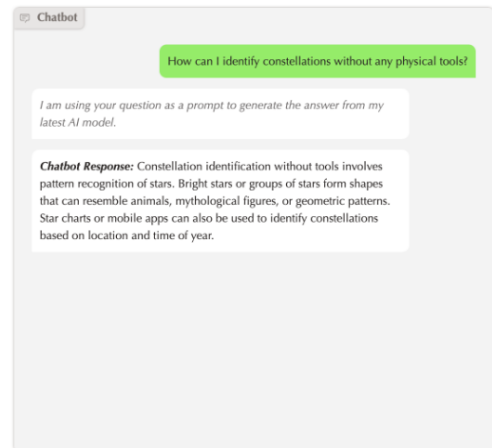 Chatbot
How can I identify constellations without any physical tools?
I am using your question as a prompt to generate the answer from my
latest AI model.
Chatbot Response: Constellation identification without tools involves
pattern recognition of stars. Bright stars or groups of stars form shapes
that can resemble animals, mythological figures, or geometric patterns.
Star charts or mobile apps can also be used to identify constellations
based on location and time of year.